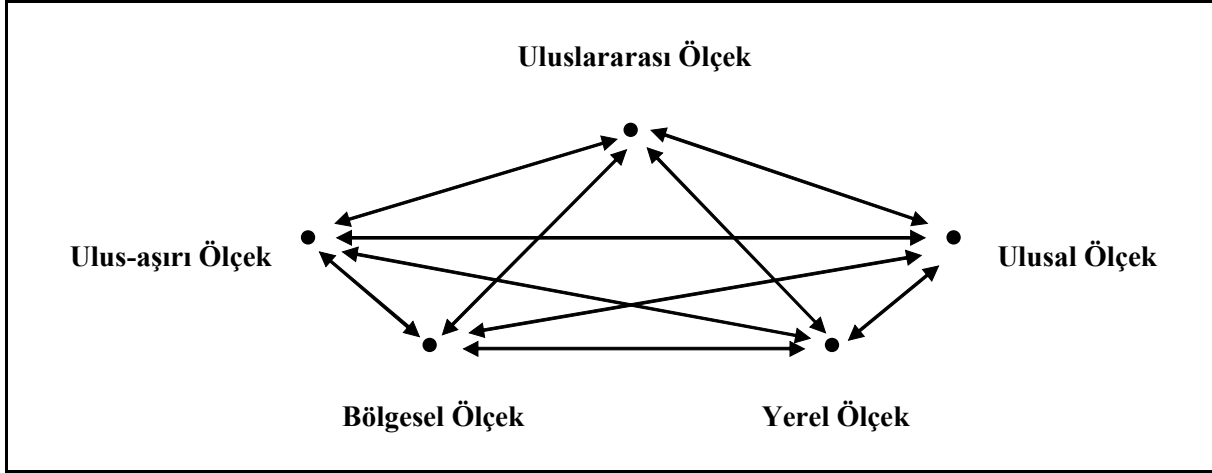 Uluslararası Ölçek
Ulus-aşırı Ölçek
Ulusal Ölçek
Bölgesel Ölçek
Yerel Ölçek